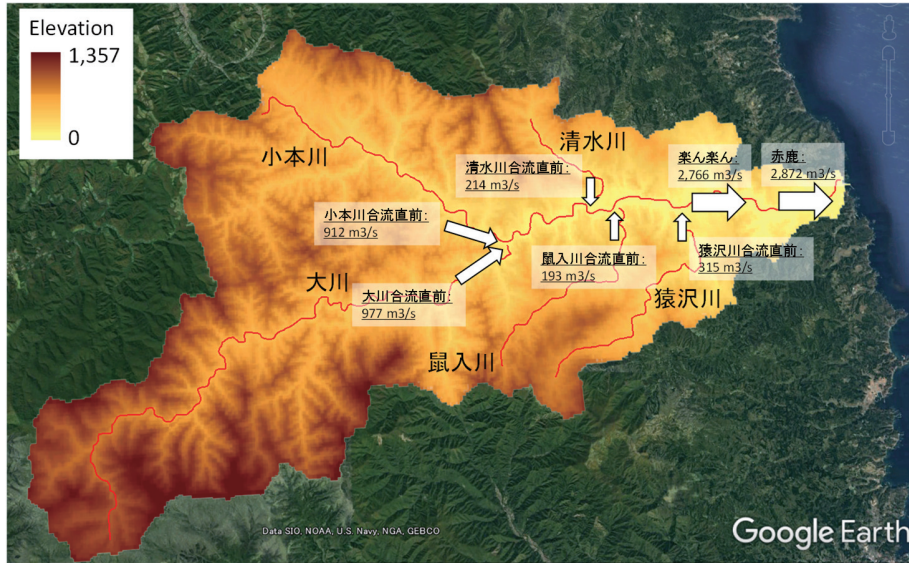 Elevation
1,357
0
小本川
清水川
清水川合流直前:
214 m3/s
楽ん楽ん:
2,766 m3/s
赤鹿:
2,872 m3/s
小本川合流直前:
912 m3/s
鼠入川合流直前:
193 m3/s
猿沢川合流直前:
315 m3/s
大川
大川合流直前:
977 m3/s
猿沢川
鼠入川
Data SIO, NOAA, U.S. Navy, NGA, GEBCO
Google Earth